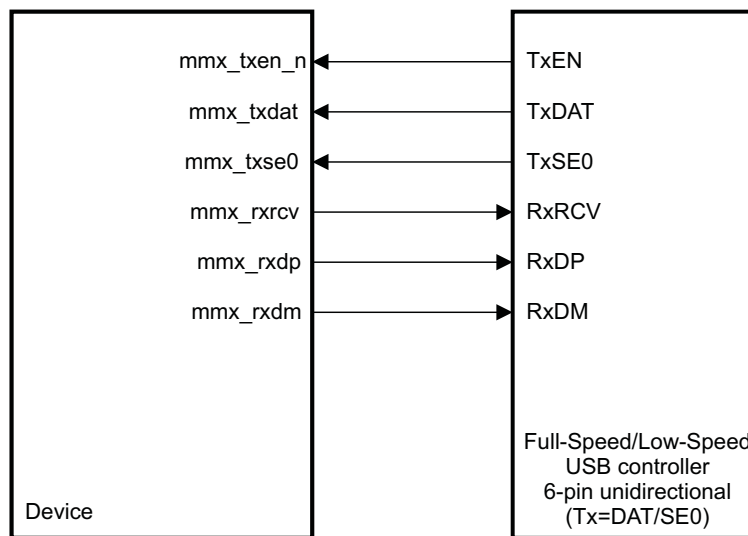 mmx_txen_n
TxEN
mmx_txdat
TxDAT
mmx_txse0
TxSE0
mmx_rxrcv
RxRCV
mmx_rxdp
RxDP
mmx_rxdm
RxDM
Device
Full-Speed/Low-Speed
USB controller
6-pin unidirectional
(Tx=DAT/SE0)